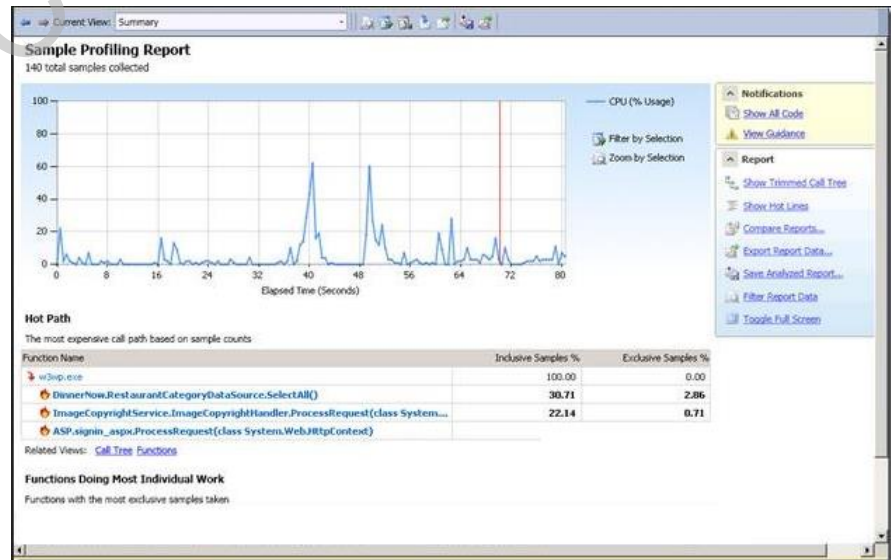 Current View: Summary
Sample Profiling Report
140 total samples collected
100
80
60
40
20
0
0 8 16 24 32 40 48 56 64 72 80
Elapsed Time (Seconds)
CPU (% Usage)
Filter by Selection
Zoom by Selection
Notifications
Show All Code
View Guidance
Report
Show Trimmed Call Tree
Show Hot Lines
Compare Reports...
Export Report Data...
Save Analyzed Report...
Filter Report Data
Toggle Full Screen
Hot Path
The most expensive call path based on sample counts
Function Name Inclusive Samples % Exclusive Samples %
w3wp.exe 100.00 0.00
DinnerNow.RestaurantCategoryDataSource.SelectAll() 30.71 2.86
ImageCopyrightService.ImageCopyrightHandler.ProcessRequest(class System.... 22.14 0.71
ASP.signin_aspx.ProcessRequest(class System.Web.HttpContext)
Related Views: Call Tree Functions
Functions Doing Most Individual Work
Functions with the most exclusive samples taken